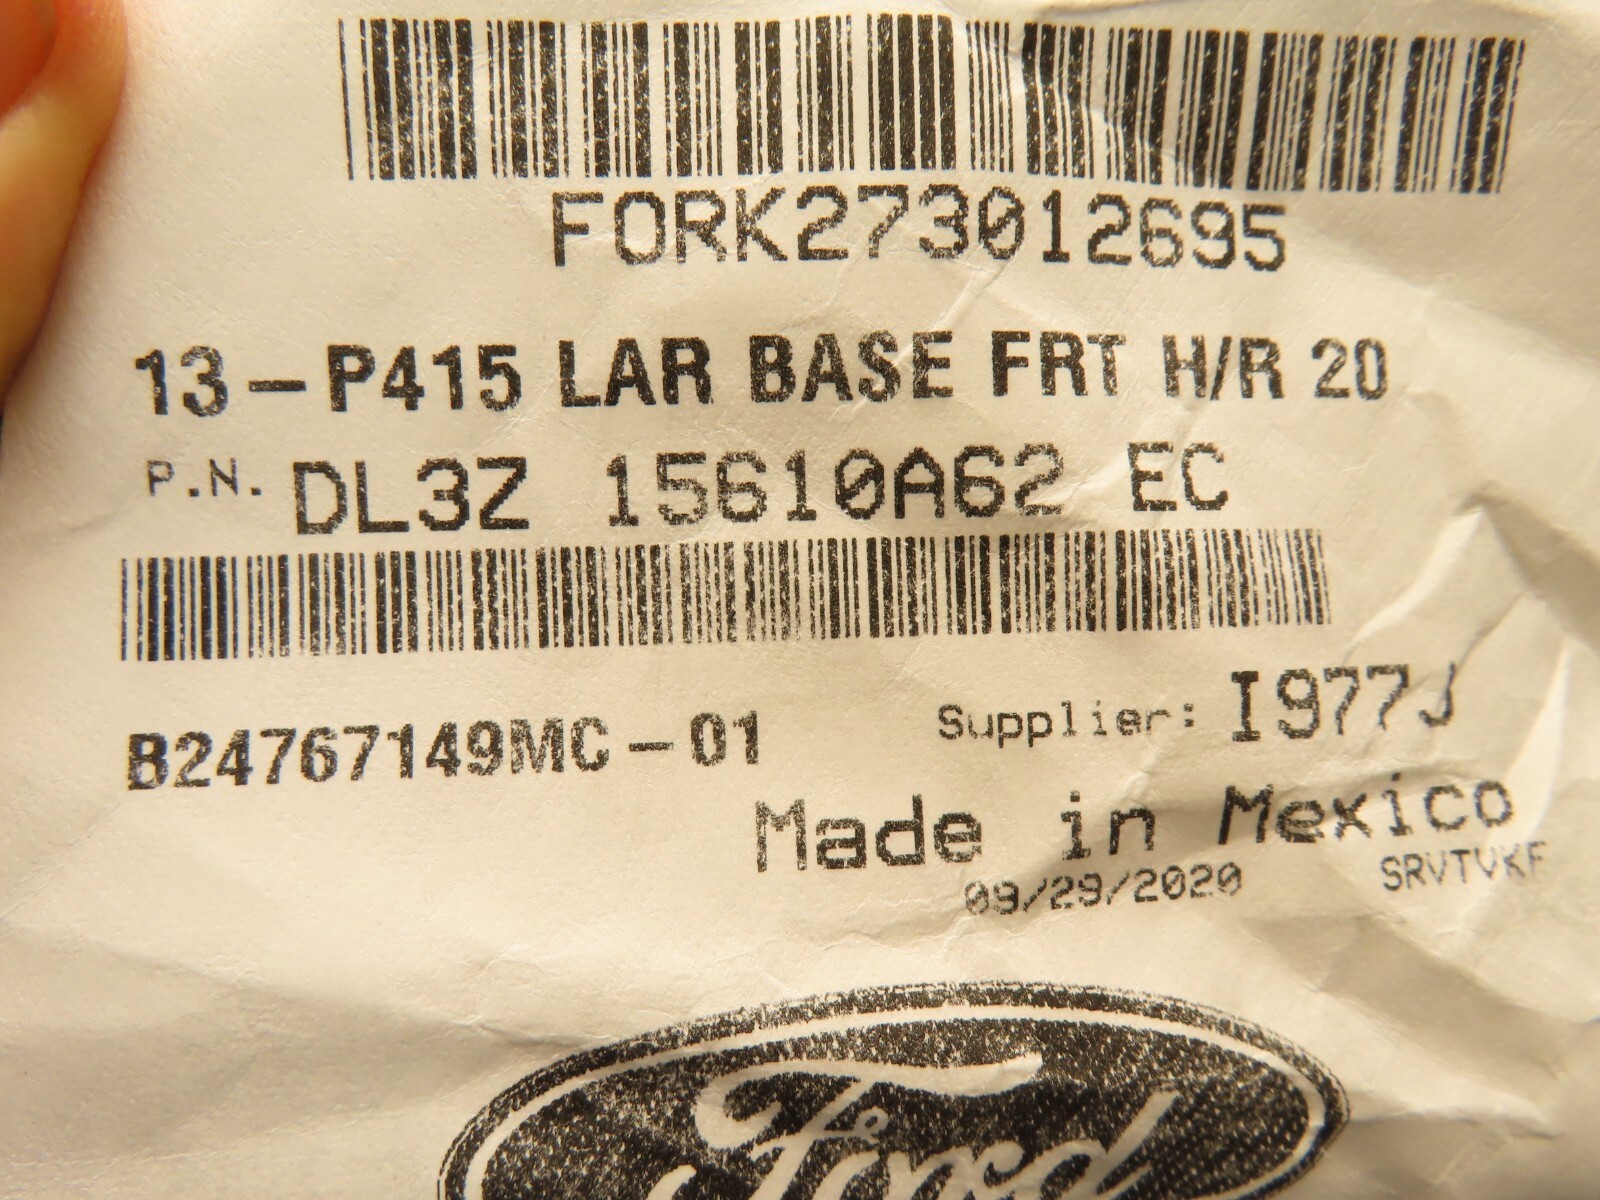 FORK273012695
13-P415 LAR BASE FRT H/R 20
P.N. DL3Z 15610A62 EC
B24767149MC-01
Supplier: I977J
Made in Mexico
09/29/2020 SRVTVKF
Ford